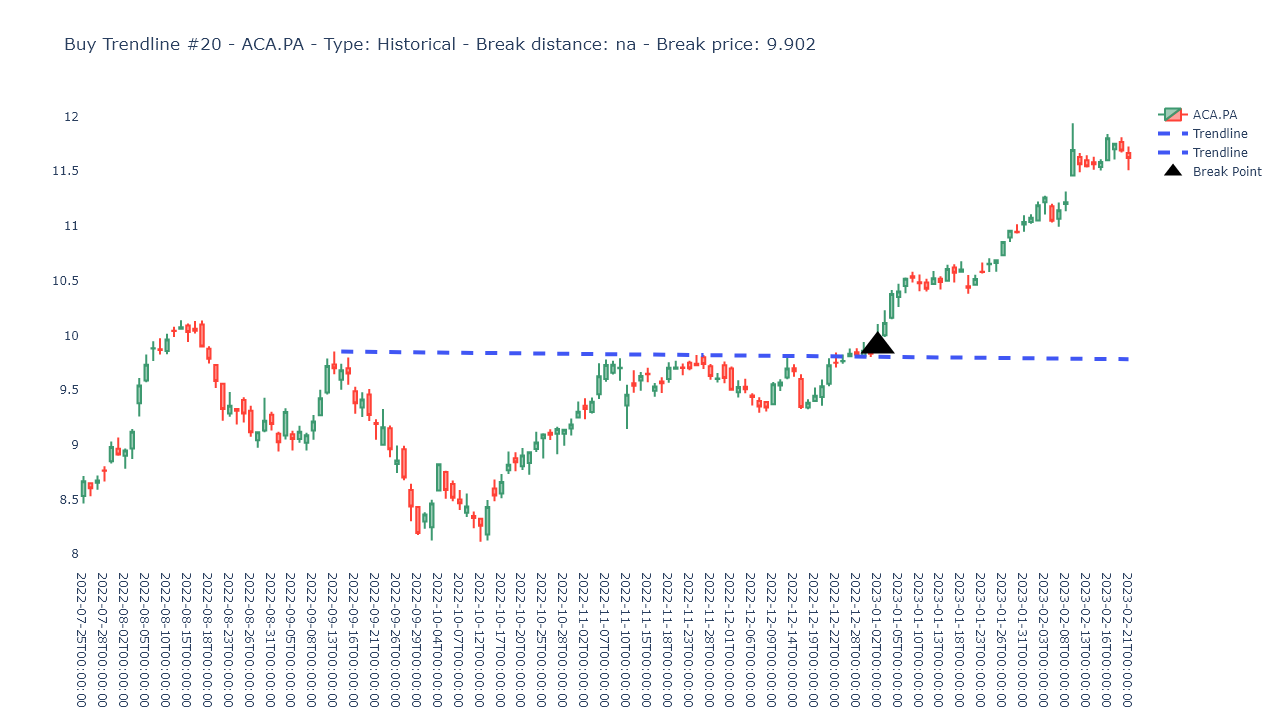 Buy Trendline #20 - ACA.PA - Type: Historical - Break distance: na - Break price: 9.902
12
11.5
11
10.5
10
9.5
9
8.5
8
ACA.PA
Trendline
Trendline
Break Point
2022-07-25T00:00:00
2022-07-28T00:00:00
2022-08-02T00:00:00
2022-08-05T00:00:00
2022-08-10T00:00:00
2022-08-15T00:00:00
2022-08-18T00:00:00
2022-08-23T00:00:00
2022-08-26T00:00:00
2022-08-31T00:00:00
2022-09-05T00:00:00
2022-09-08T00:00:00
2022-09-13T00:00:00
2022-09-16T00:00:00
2022-09-21T00:00:00
2022-09-26T00:00:00
2022-09-29T00:00:00
2022-10-04T00:00:00
2022-10-07T00:00:00
2022-10-12T00:00:00
2022-10-17T00:00:00
2022-10-20T00:00:00
2022-10-25T00:00:00
2022-10-28T00:00:00
2022-11-02T00:00:00
2022-11-07T00:00:00
2022-11-10T00:00:00
2022-11-15T00:00:00
2022-11-18T00:00:00
2022-11-23T00:00:00
2022-11-28T00:00:00
2022-12-01T00:00:00
2022-12-06T00:00:00
2022-12-09T00:00:00
2022-12-14T00:00:00
2022-12-19T00:00:00
2022-12-22T00:00:00
2022-12-28T00:00:00
2023-01-02T00:00:00
2023-01-05T00:00:00
2023-01-10T00:00:00
2023-01-13T00:00:00
2023-01-18T00:00:00
2023-01-23T00:00:00
2023-01-26T00:00:00
2023-01-31T00:00:00
2023-02-03T00:00:00
2023-02-08T00:00:00
2023-02-13T00:00:00
2023-02-16T00:00:00
2023-02-21T00:00:00